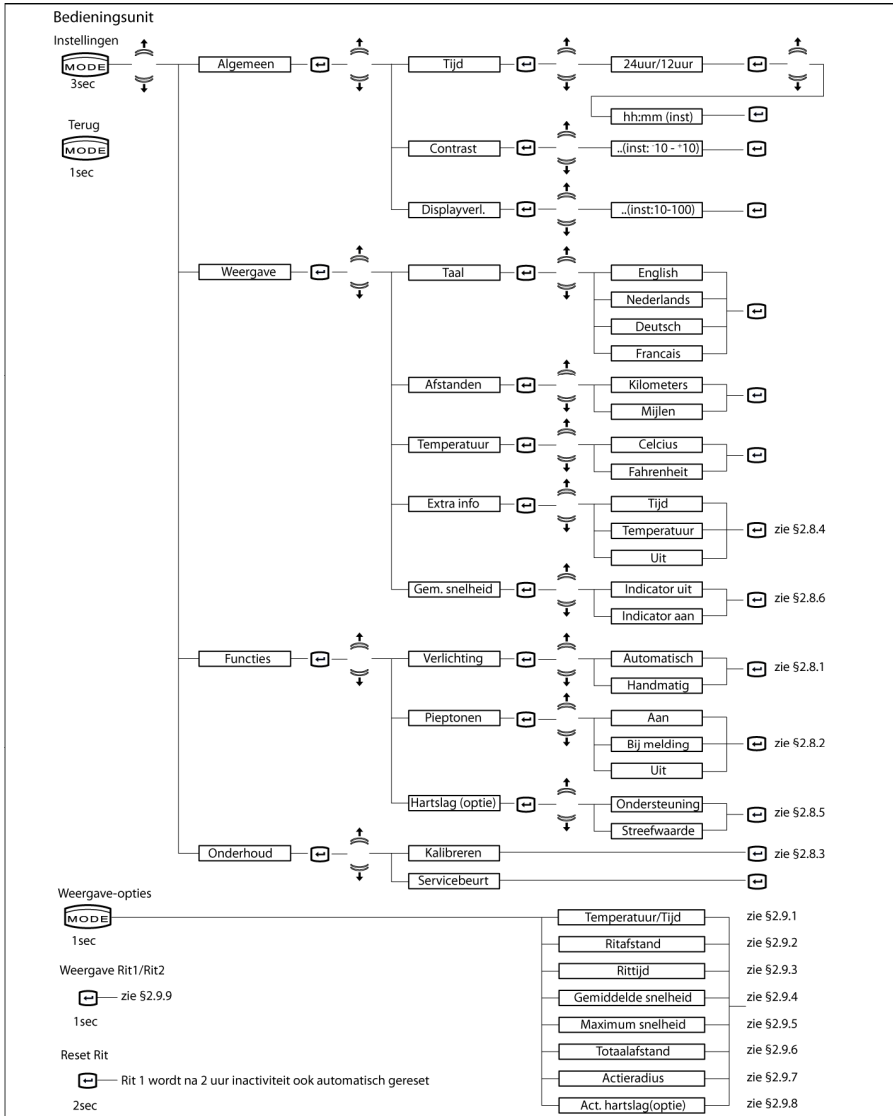 Bedieningsunit
Instellingen
MODE
3sec
Terug
MODE
1sec
Algemeen
Tijd
24uur/12uur
hh:mm (inst)
Contrast
..(inst: -10 - +10)
Displayverl.
..(inst:10-100)
Weergave
Taal
English
Nederlands
Deutsch
Francais
Afstanden
Kilometers
Mijlen
Temperatuur
Celcius
Fahrenheit
Extra info
Tijd
Temperatuur
zie §2.8.4
Uit
Gem. snelheid
Indicator uit
zie §2.8.6
Indicator aan
Functies
Verlichting
Automatisch
zie §2.8.1
Handmatig
Pieptonen
Aan
Bij melding
zie §2.8.2
Uit
Hartslag (optie)
Ondersteuning
zie §2.8.5
Streefwaarde
Onderhoud
Kalibreren
zie §2.8.3
Servicebeurt
Weergave-opties
MODE
1sec
Temperatuur/Tijd zie §2.9.1
Ritafstand zie §2.9.2
Rittijd zie §2.9.3
Gemiddelde snelheid zie §2.9.4
Maximum snelheid zie §2.9.5
Totaalafstand zie §2.9.6
Actieradius zie §2.9.7
Act. hartslag(optie) zie §2.9.8
Weergave Rit1/Rit2
zie §2.9.9
1sec
Reset Rit
Rit 1 wordt na 2 uur inactiviteit ook automatisch gereset
2sec